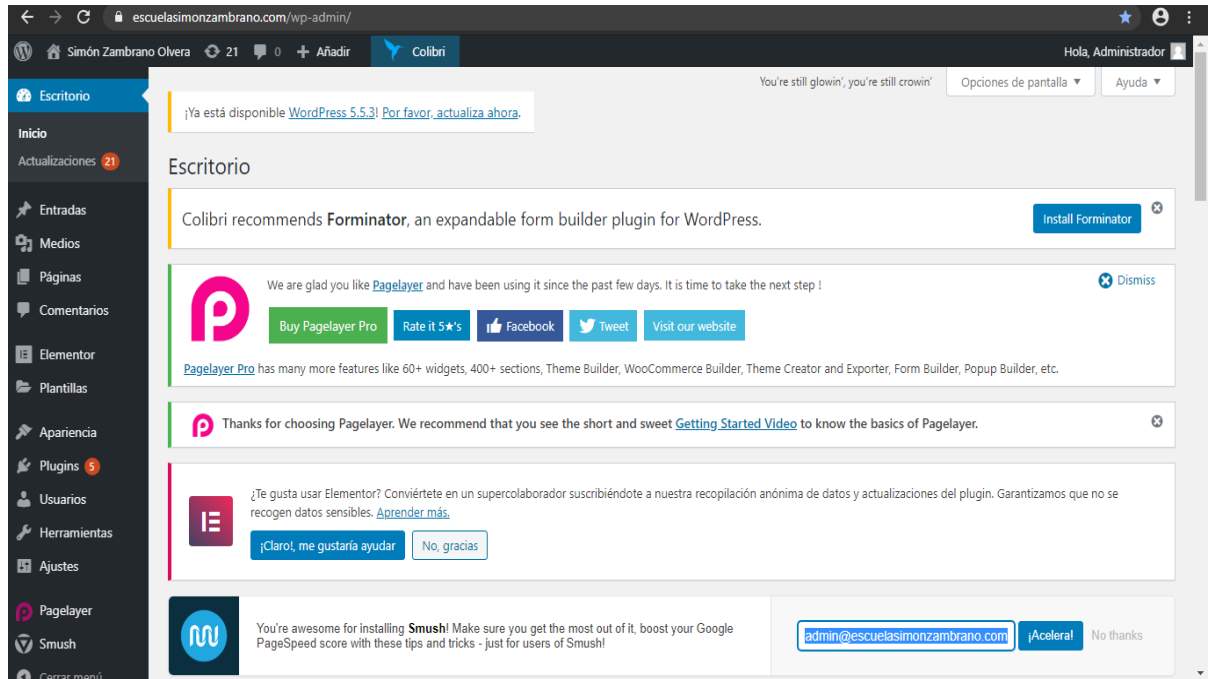 escuelasimonzambrano.com/wp-admin/
Simón Zambrano Olvera 21 0 + Añadir Colibri Hola, Administrador
You're still glowin', you're still crowin' Opciones de pantalla ▼ Ayuda ▼
Escritorio
Inicio
Actualizaciones 21
Entradas
Medios
Páginas
Comentarios
Elementor
Plantillas
Apariencia
Plugins 5
Usuarios
Herramientas
Ajustes
Pagelayer
Smush
Cerrar menú
¡Ya está disponible WordPress 5.5.3! Por favor, actualiza ahora.
Escritorio
Colibri recommends Forminator, an expandable form builder plugin for WordPress. Install Forminator
We are glad you like Pagelayer and have been using it since the past few days. It is time to take the next step ! Dismiss
Buy Pagelayer Pro Rate it 5★'s Facebook Tweet Visit our website
Pagelayer Pro has many more features like 60+ widgets, 400+ sections, Theme Builder, WooCommerce Builder, Theme Creator and Exporter, Form Builder, Popup Builder, etc.
Thanks for choosing Pagelayer. We recommend that you see the short and sweet Getting Started Video to know the basics of Pagelayer.
¿Te gusta usar Elementor? Conviértete en un supercolaborador suscribiéndote a nuestra recopilación anónima de datos y actualizaciones del plugin. Garantizamos que no se
recogen datos sensibles. Aprender más.
¡Claro!, me gustaría ayudar No, gracias
You're awesome for installing Smush! Make sure you get the most out of it, boost your Google
PageSpeed score with these tips and tricks - just for users of Smush!
admin@escuelasimonzambrano.com ¡Acelera! No thanks